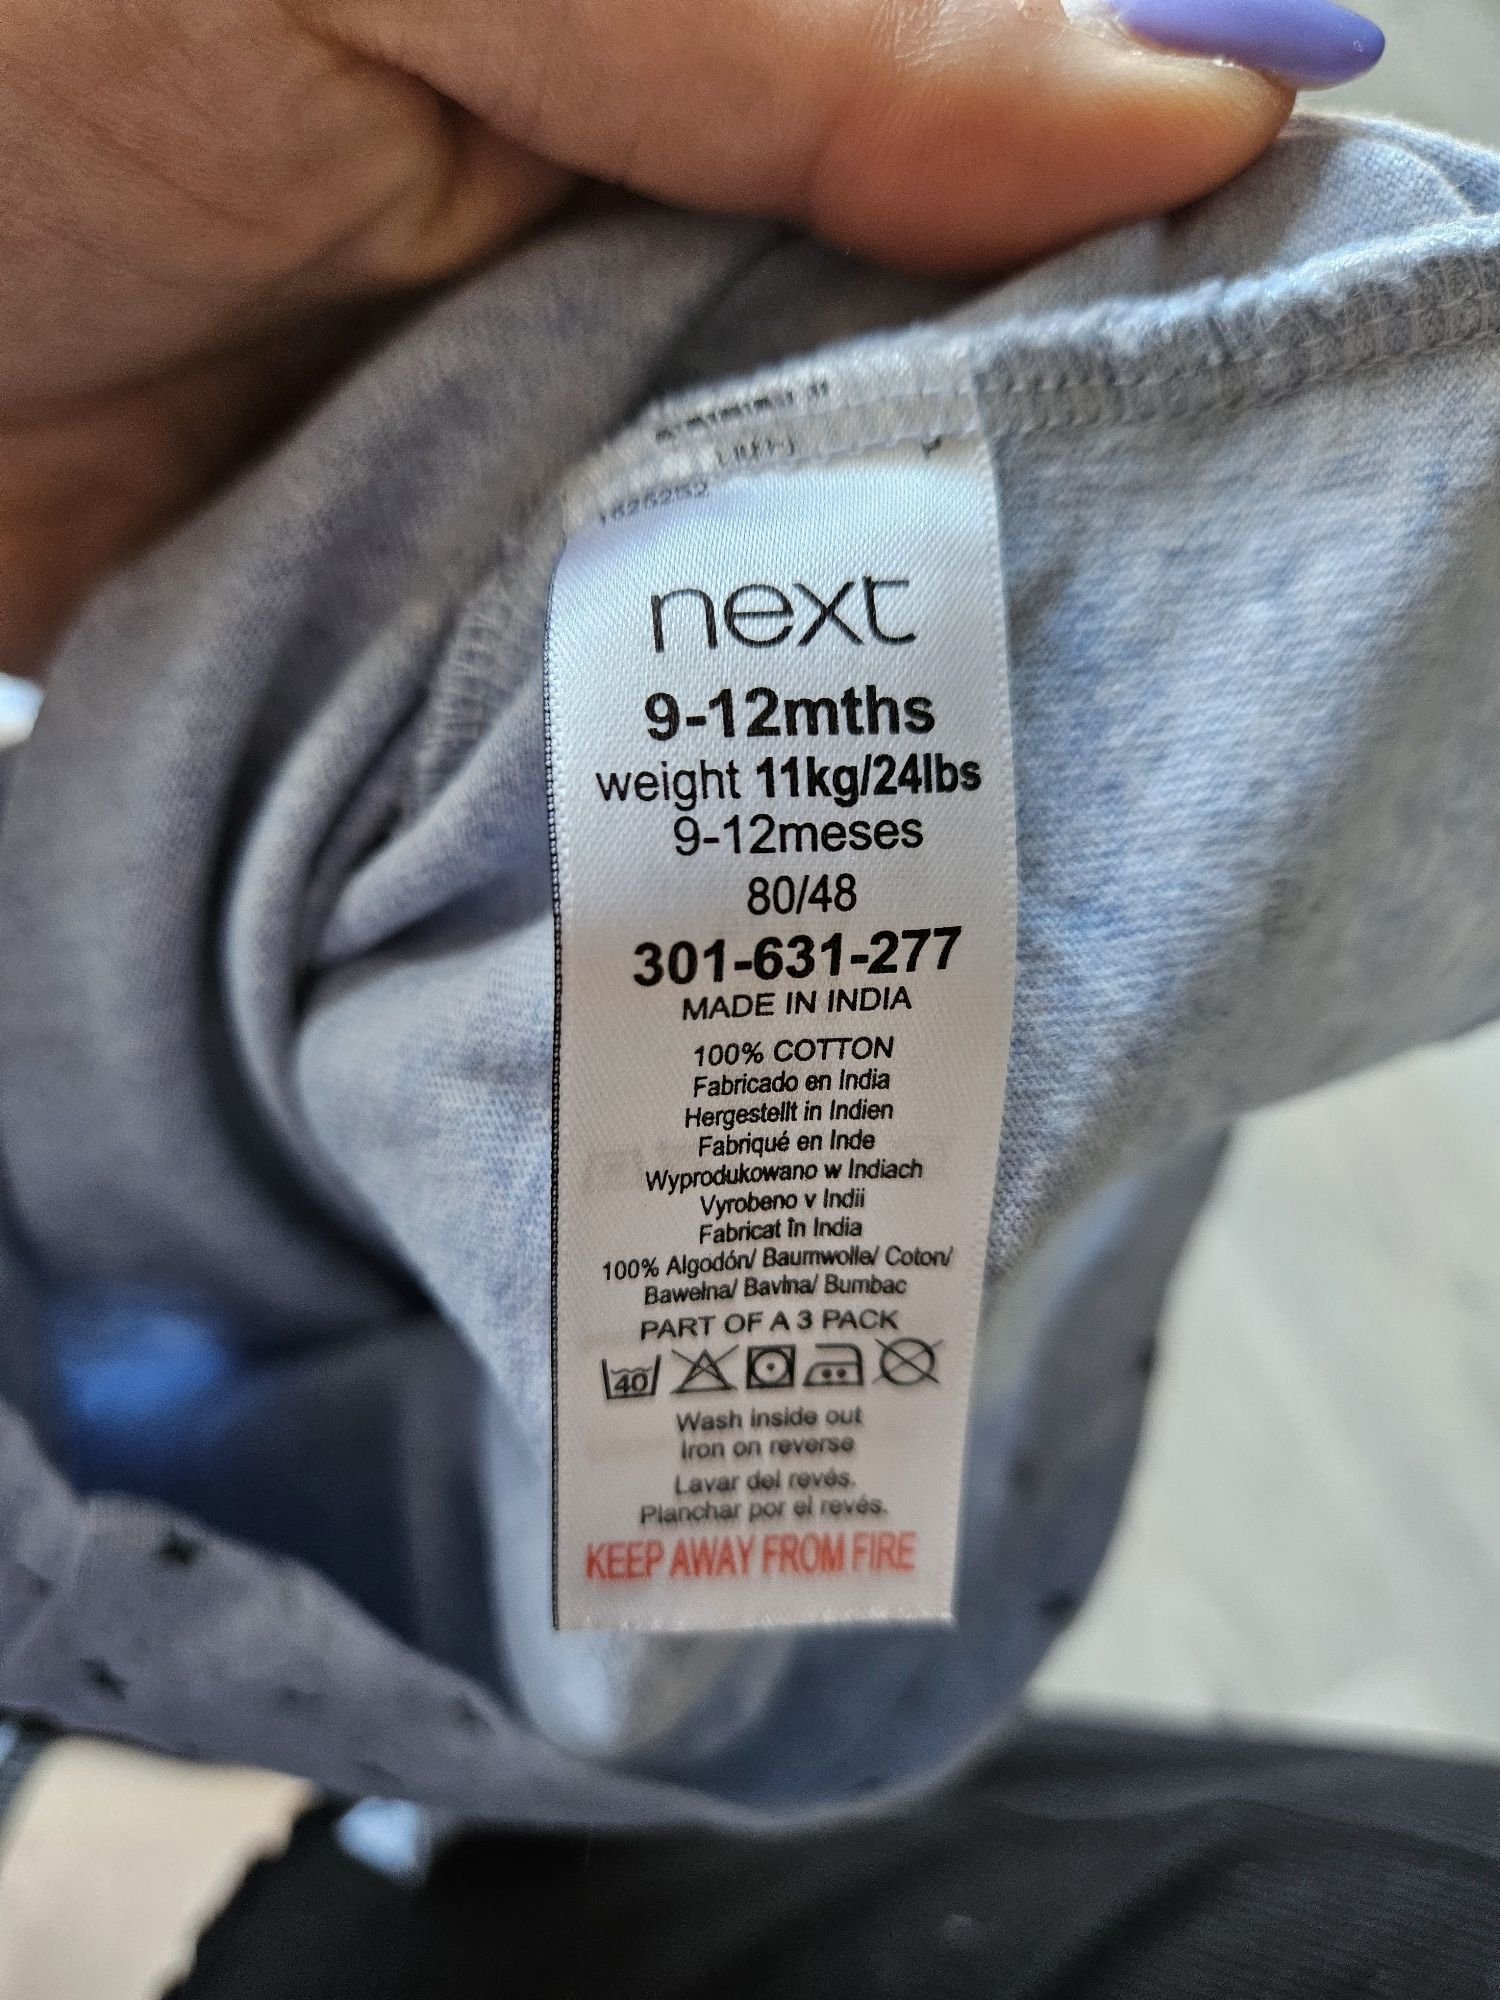 next
9-12mths
weight 11kg/24lbs
9-12meses
80/48
301-631-277
MADE IN INDIA
100% COTTON
Fabricado en India
Hergestellt in Indien
Fabriqué en Inde
Wyprodukowano w Indiach
Vyrobeno v Indii
Fabricat în India
100% Algodón/ Baumwolle/ Coton/
Bawełna/ Bavlna/ Bumbac
PART OF A 3 PACK
40
Wash inside out
Iron on reverse
Lavar del revés.
Planchar por el revés.
KEEP AWAY FROM FIRE